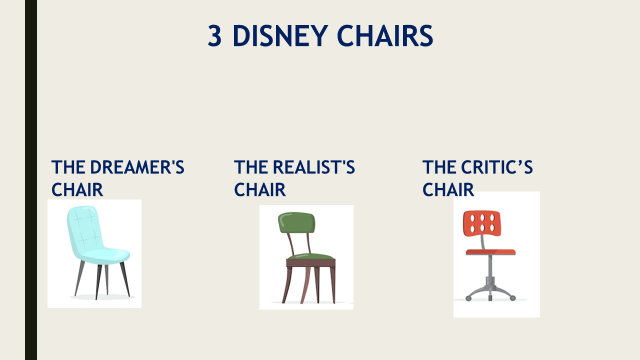 3 DISNEY CHAIRS
THE DREAMER'S
CHAIR
THE REALIST'S
CHAIR
THE CRITIC’S
CHAIR